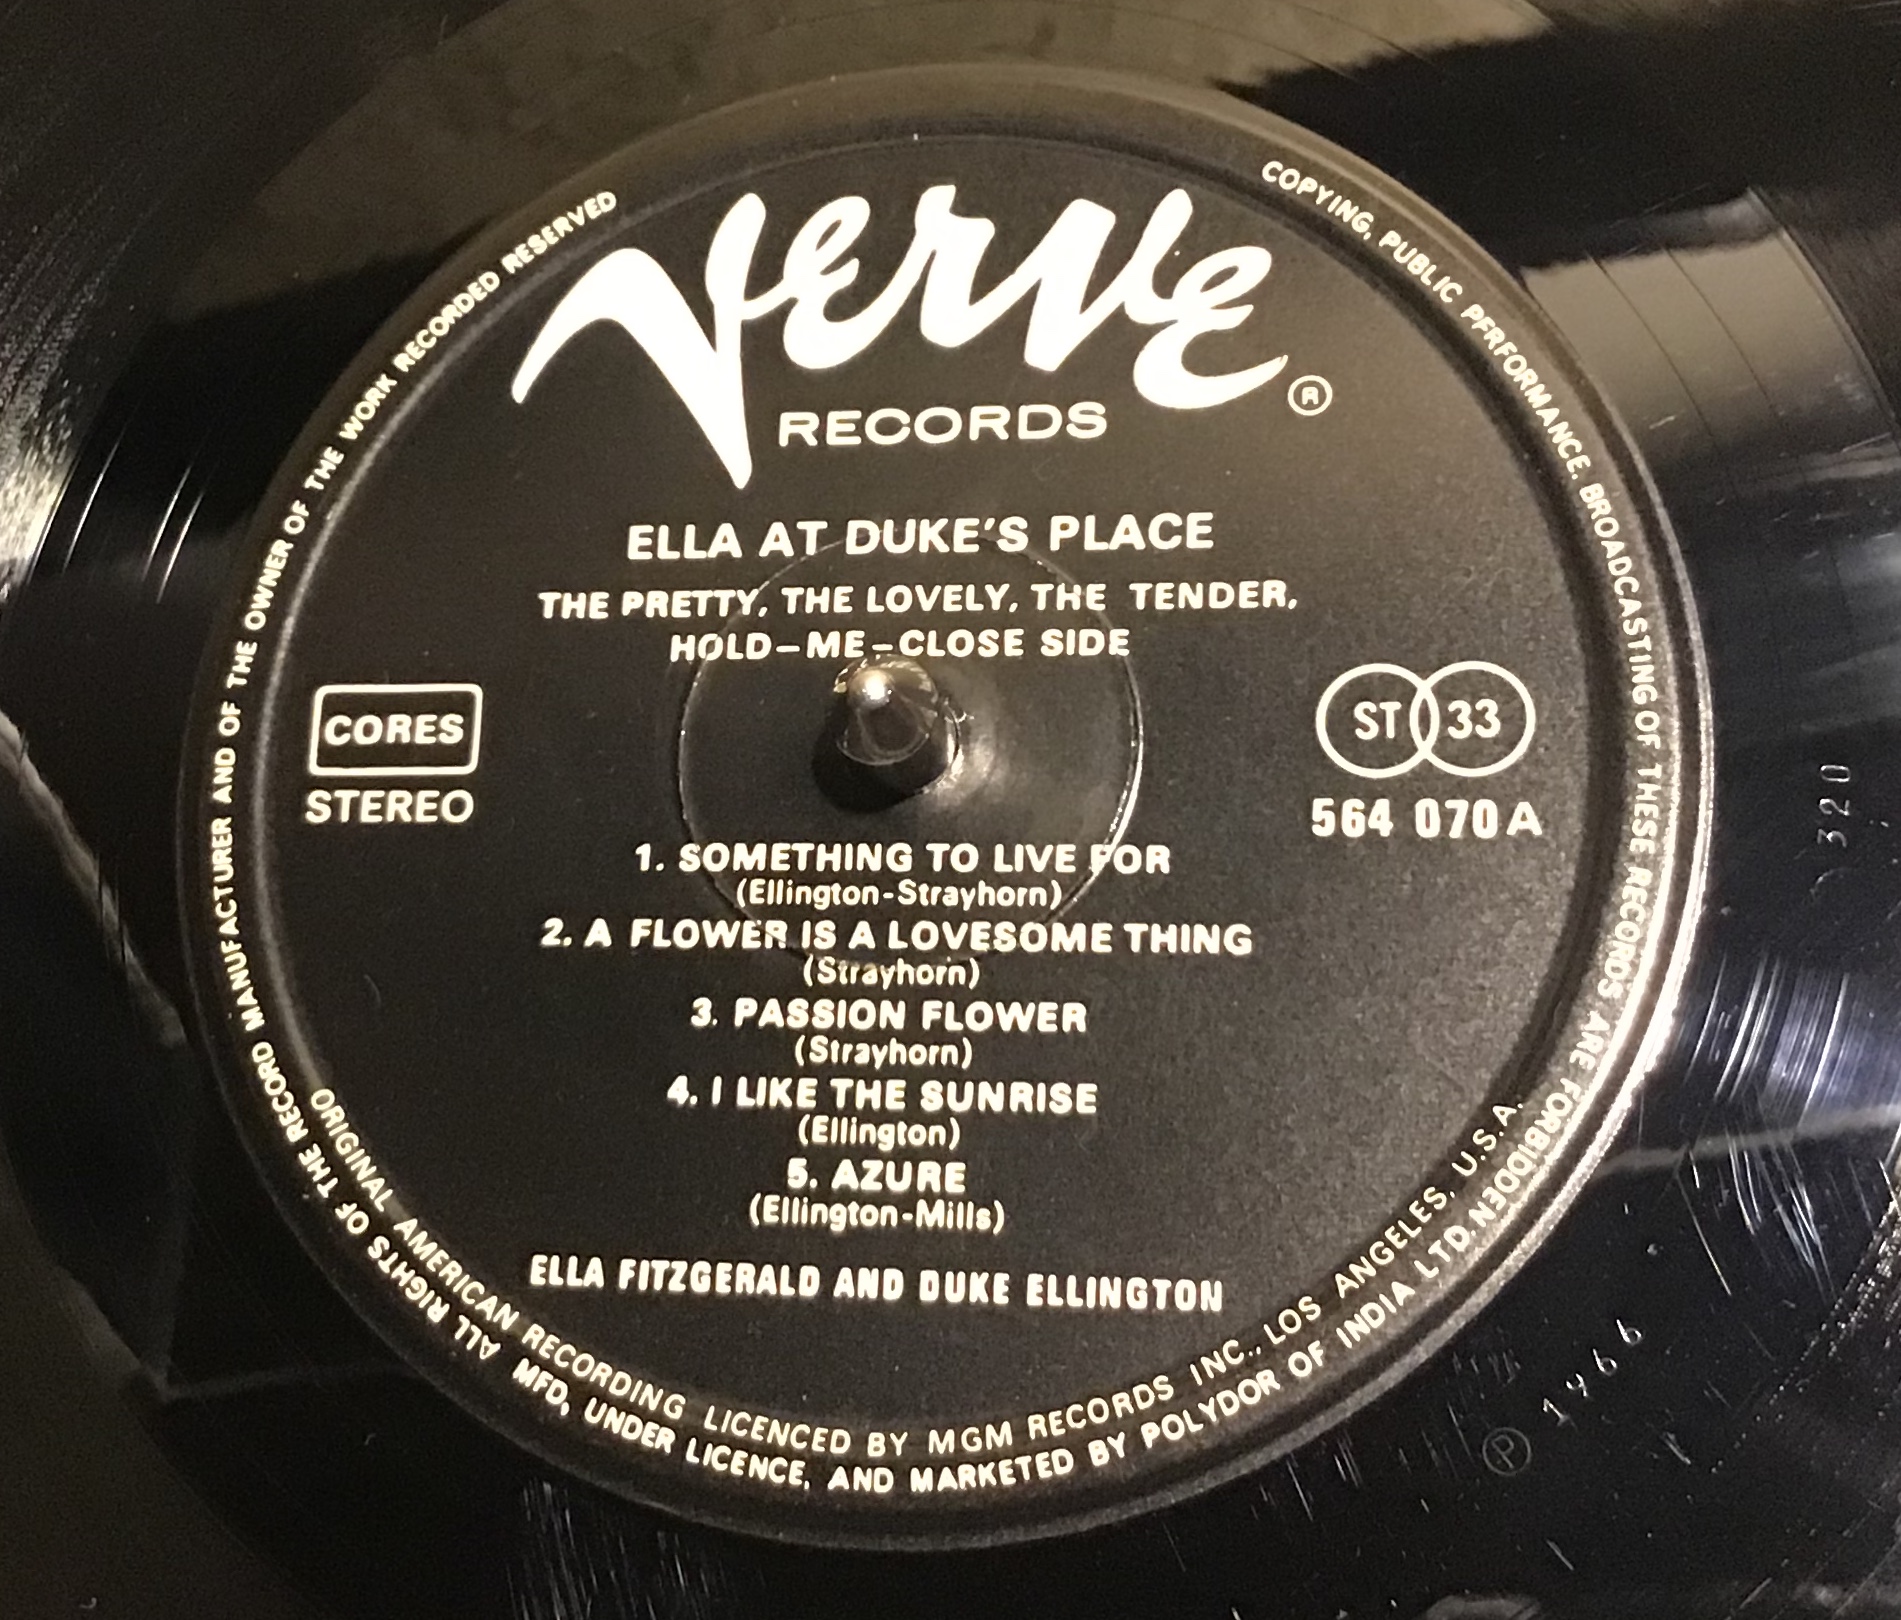 Verve
RECORDS
®
ELLA AT DUKE'S PLACE
THE PRETTY, THE LOVELY, THE TENDER,
HOLD-ME-CLOSE SIDE
CORES
STEREO
ST 33
564 070 A
1. SOMETHING TO LIVE FOR
(Ellington-Strayhorn)
2. A FLOWER IS A LOVESOME THING
(Strayhorn)
3. PASSION FLOWER
(Strayhorn)
4. I LIKE THE SUNRISE
(Ellington)
5. AZURE
(Ellington-Mills)
ELLA FITZGERALD AND DUKE ELLINGTON
ORIGINAL AMERICAN RECORDING LICENCED BY MGM RECORDS INC., LOS ANGELES, U.S.A.
MFD, UNDER LICENCE, AND MARKETED BY POLYDOR OF INDIA LTD.
ALL RIGHTS OF THE RECORD MANUFACTURER AND OF THE OWNER OF THE WORK RECORDED RESERVED
COPYING, PUBLIC PFRFORMANCE, BROADCASTING OF THESE RECORDS ARE FORBIDDEN
320
Ⓟ 1966